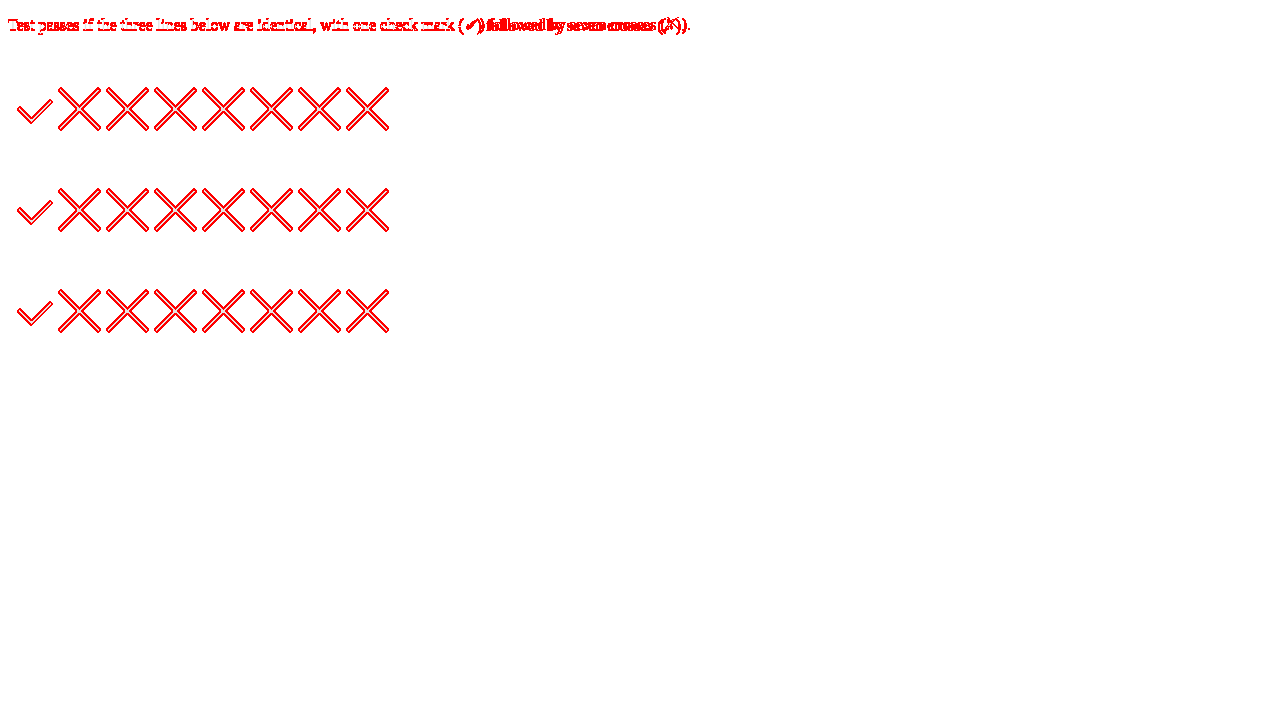 Test passes if the three lines below are identical, with one check mark (✔) followed by seven crosses (✗).
✓✗✗✗✗✗✗✗
✓✗✗✗✗✗✗✗
✓✗✗✗✗✗✗✗